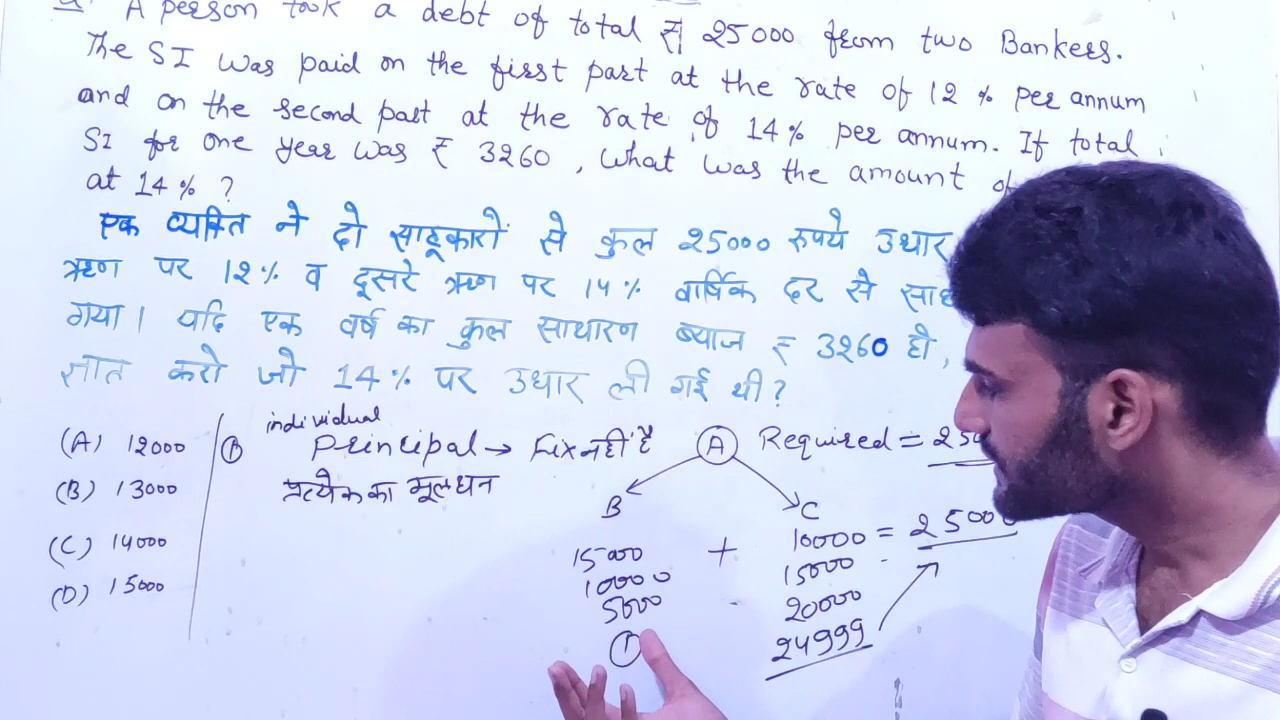 A person took a debt of total ₹ 25000 from two Bankers.
The SI was paid on the first part at the rate of 12 % per annum
and on the second part at the rate of 14% per annum. If total
SI for one year was ₹ 3260, What was the amount of
at 14 % ?
एक व्यक्ति ने दो साहूकारों से कुल 25000 रुपये उधार
ऋण पर 12% व दूसरे ऋण पर 14% वार्षिक दर से साध
गया। यदि एक वर्ष का कुल साधारण ब्याज ₹ 3260 हो,
ज्ञात करो जो 14% पर उधार ली गई थी?
(A) 12000
(B) 13000
(C) 14000
(D) 15000
① individual
Principal → Fix नहीं है
प्रत्येक का मूलधन
Ⓐ Required = 250
B C
15000 + 10000 = 25000
10000 15000
5000 20000
① 24999